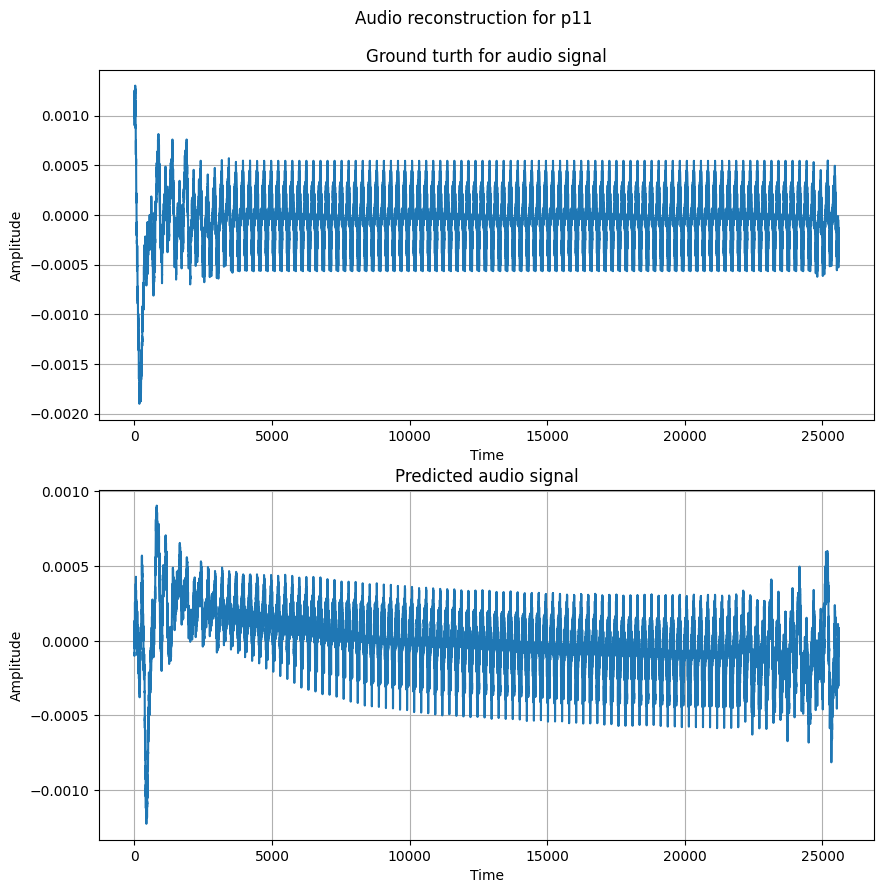 Audio reconstruction for p11
Ground turth for audio signal
0.0010
0.0005
0.0000
−0.0005
−0.0010
−0.0015
−0.0020
Amplitude
0 5000 10000 15000 20000 25000
Time
Predicted audio signal
0.0010
0.0005
0.0000
−0.0005
−0.0010
Amplitude
0 5000 10000 15000 20000 25000
Time